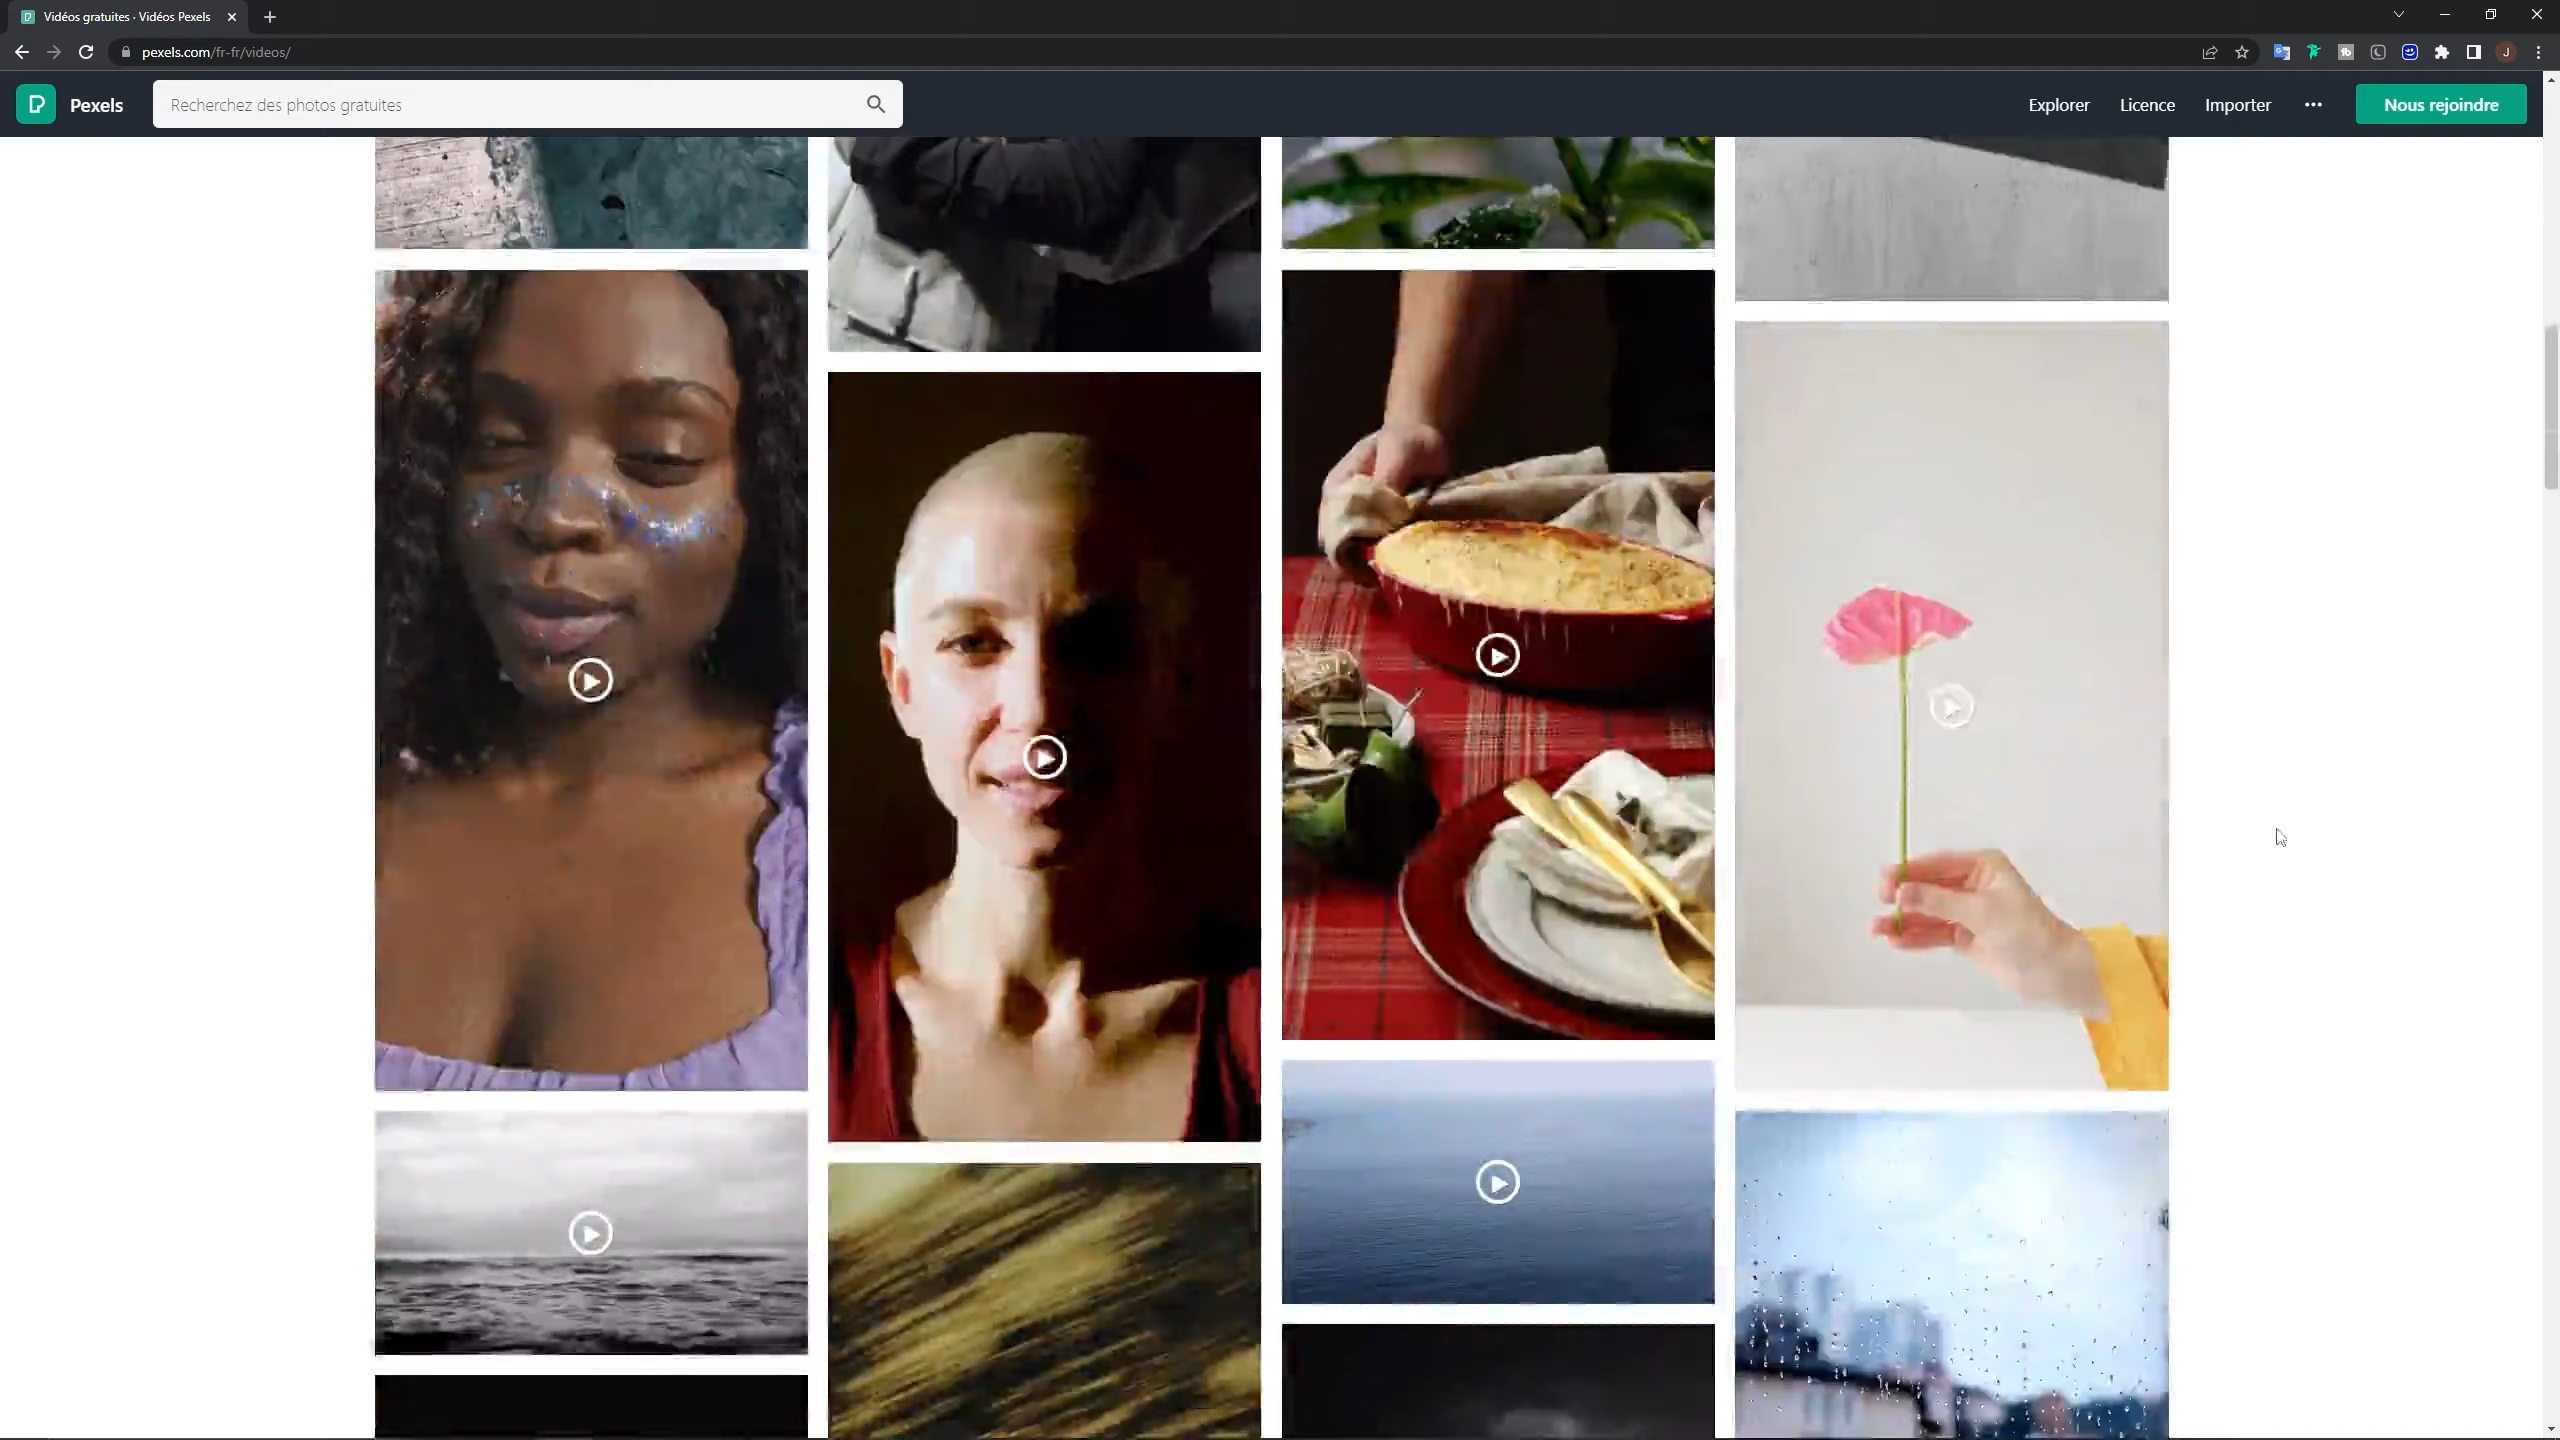 Vidéos gratuites · Vidéos Pexels
pexels.com/fr-fr/videos/
Pexels
Recherchez des photos gratuites
Explorer
Licence
Importer
Nous rejoindre
J